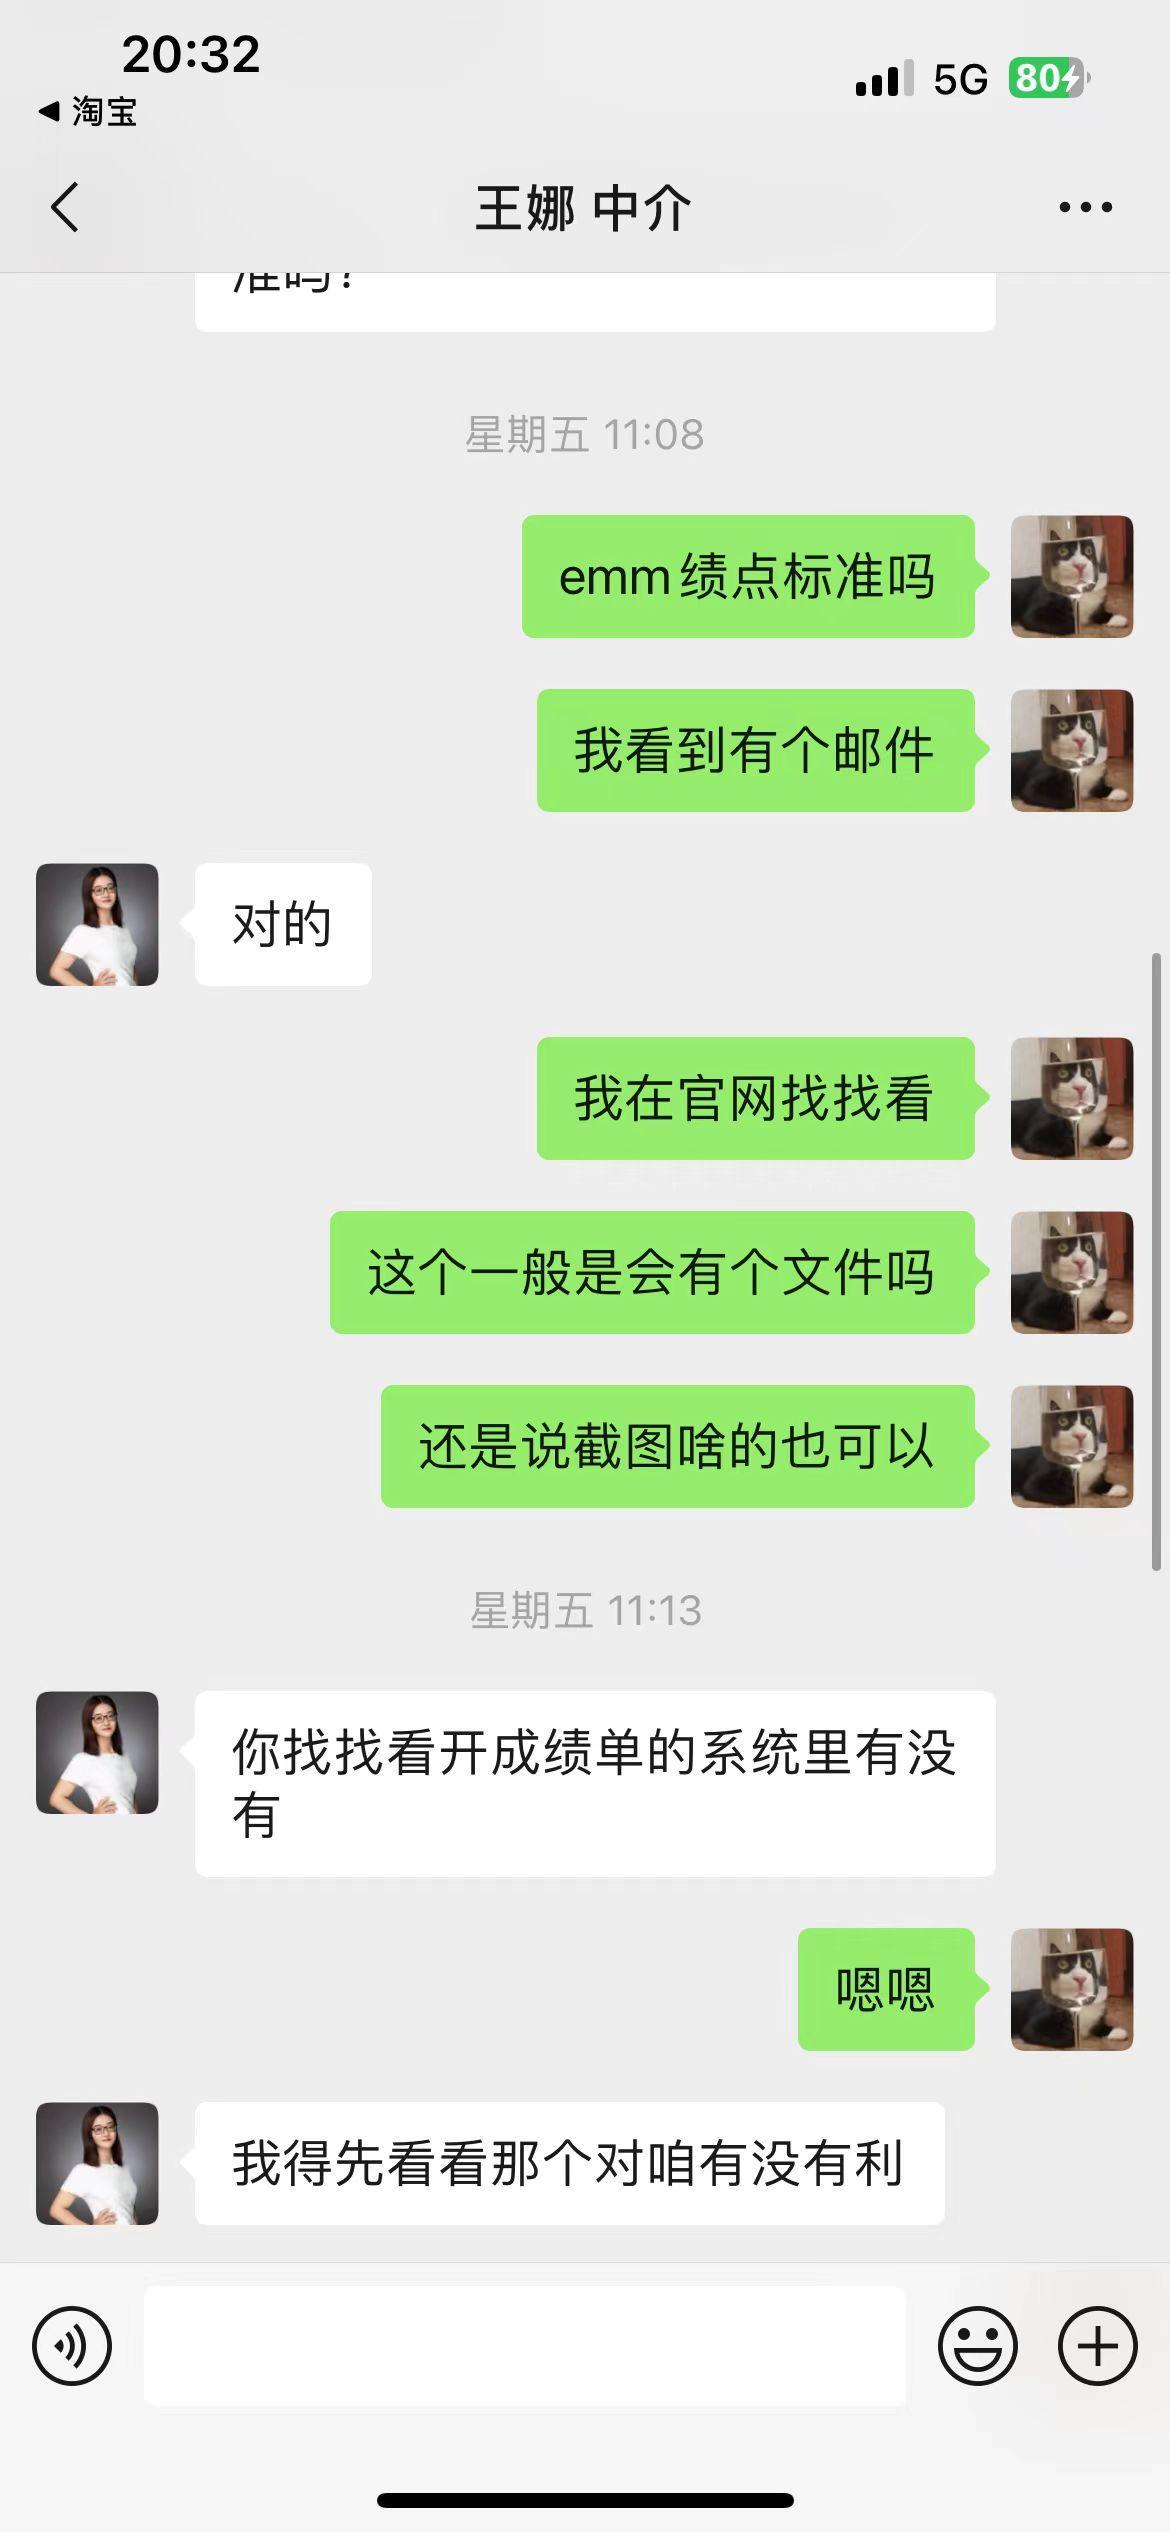 20:32
淘宝
5G
80
王娜 中介
准吗？
星期五 11:08
emm绩点标准吗
我看到有个邮件
对的
我在官网找找看
这个一般是会有个文件吗
还是说截图啥的也可以
星期五 11:13
你找找看开成绩单的系统里有没
有
嗯嗯
我得先看看那个对咱有没有利